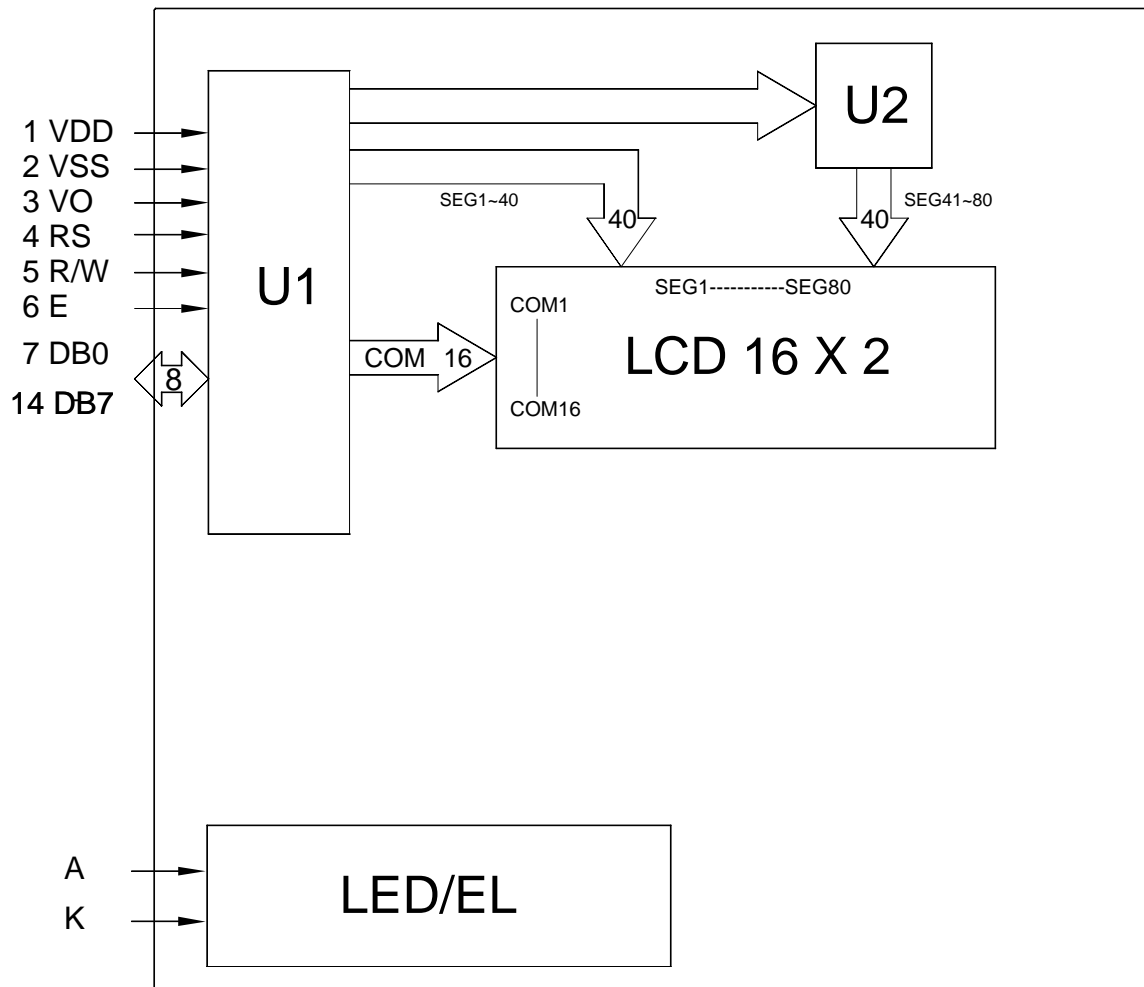 1 VDD
2 VSS
3 VO
4 RS
5 R/W
6 E
7 DB0
14 DB7
8
U1
U2
SEG1~40
40
40
SEG41~80
SEG1-----------SEG80
COM1
COM16
COM 16
LCD 16 X 2
A
K
LED/EL